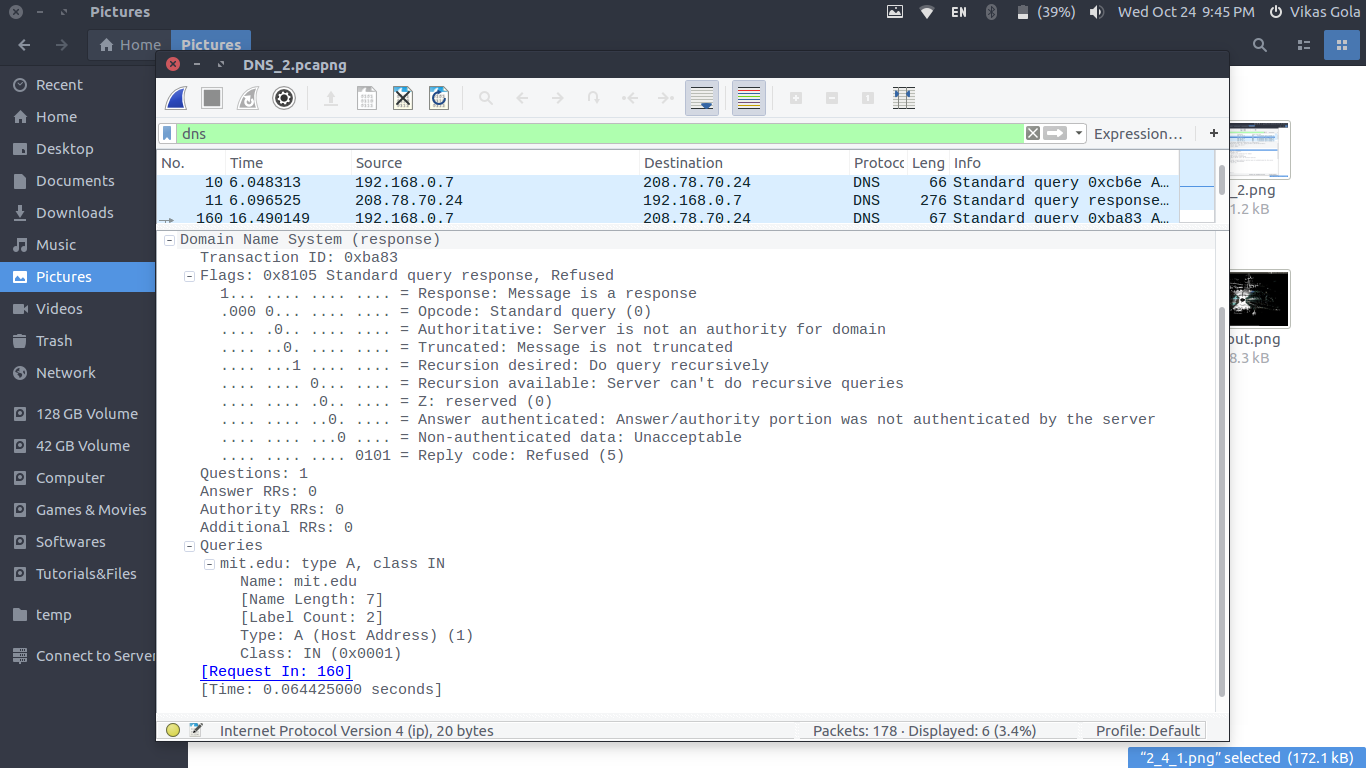 Pictures
EN (39%) Wed Oct 24 9:45 PM Vikas Gola
Home Pictures
Recent
Home
Desktop
Documents
Downloads
Music
Pictures
Videos
Trash
Network
128 GB Volume
42 GB Volume
Computer
Games & Movies
Softwares
Tutorials&Files
temp
Connect to Server
DNS_2.pcapng
dns
Expression… +
No. Time Source Destination Protoc Leng Info
10 6.048313 192.168.0.7 208.78.70.24 DNS 66 Standard query 0xcb6e A…
11 6.096525 208.78.70.24 192.168.0.7 DNS 276 Standard query response…
160 16.490149 192.168.0.7 208.78.70.24 DNS 67 Standard query 0xba83 A…
Domain Name System (response)
Transaction ID: 0xba83
Flags: 0x8105 Standard query response, Refused
1... .... .... .... = Response: Message is a response
.000 0... .... .... = Opcode: Standard query (0)
.... .0.. .... .... = Authoritative: Server is not an authority for domain
.... ..0. .... .... = Truncated: Message is not truncated
.... ...1 .... .... = Recursion desired: Do query recursively
.... .... 0... .... = Recursion available: Server can't do recursive queries
.... .... .0.. .... = Z: reserved (0)
.... .... ..0. .... = Answer authenticated: Answer/authority portion was not authenticated by the server
.... .... ...0 .... = Non-authenticated data: Unacceptable
.... .... .... 0101 = Reply code: Refused (5)
Questions: 1
Answer RRs: 0
Authority RRs: 0
Additional RRs: 0
Queries
mit.edu: type A, class IN
Name: mit.edu
[Name Length: 7]
[Label Count: 2]
Type: A (Host Address) (1)
Class: IN (0x0001)
[Request In: 160]
[Time: 0.064425000 seconds]
Internet Protocol Version 4 (ip), 20 bytes Packets: 178 · Displayed: 6 (3.4%) Profile: Default
_2.png
1.2 kB
out.png
8.3 kB
“2_4_1.png” selected (172.1 kB)